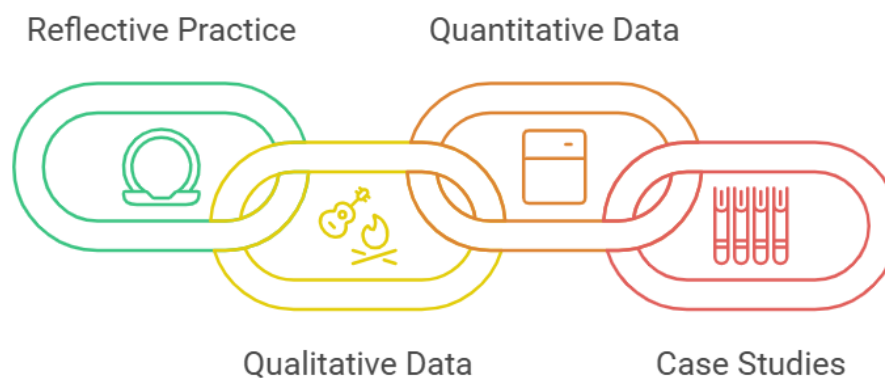 Reflective Practice
Quantitative Data
Qualitative Data
Case Studies